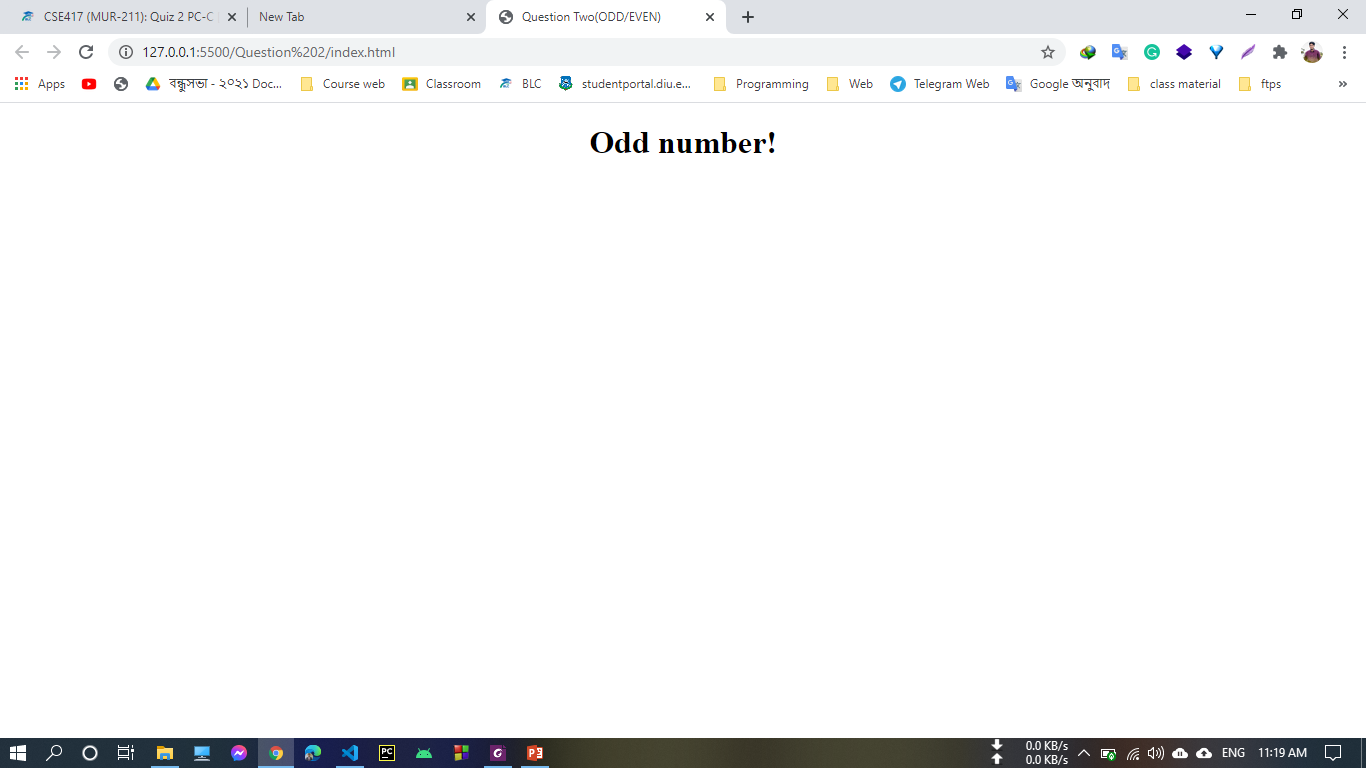 CSE417 (MUR-211): Quiz 2 PC-C
New Tab
Question Two(ODD/EVEN)
127.0.0.1:5500/Question%202/index.html
Apps
বন্ধুসভা - ২০২১ Doc...
Course web
Classroom
BLC
studentportal.diu.e...
Programming
Web
Telegram Web
Google অনুবাদ
class material
ftps
»
Odd number!
0.0 KB/s
0.0 KB/s
ENG
11:19 AM